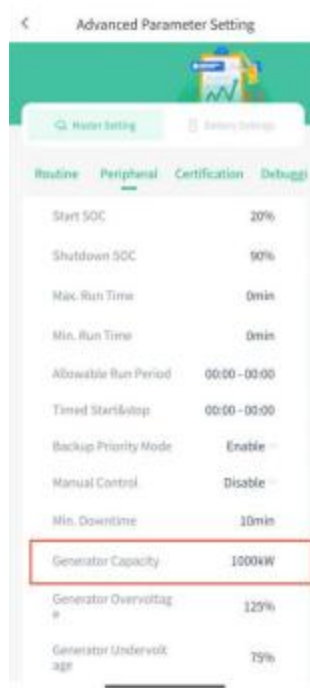 Advanced Parameter Setting
Master Setting
Battery Settings
Routine Peripheral Certification Debuggi
Start SOC 20%
Shutdown SOC 90%
Max. Run Time 0min
Min. Run Time 0min
Allowable Run Period 00:00 - 00:00
Timed Start&stop 00:00 - 00:00
Backup Priority Mode Enable
Manual Control Disable
Min. Downtime 10min
Generator Capacity 1000kW
Generator Overvoltag
e 125%
Generator Undervolt
age 75%